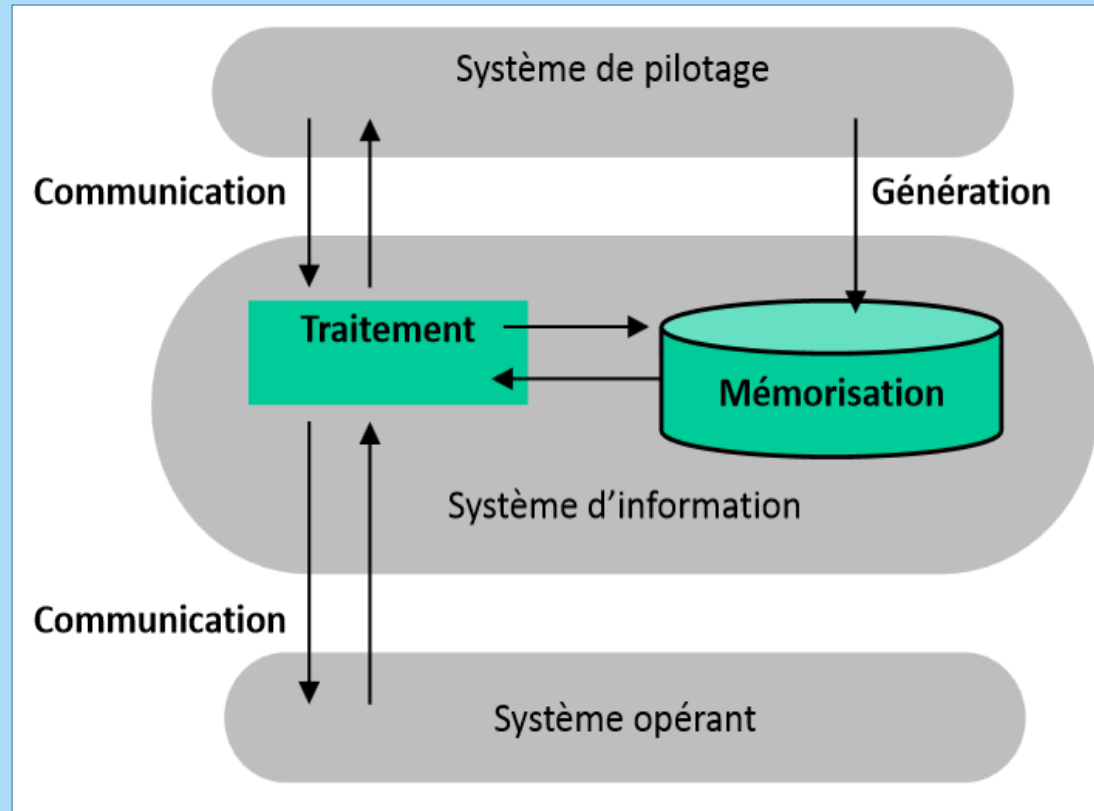 Système de pilotage
Communication
Génération
Traitement
Mémorisation
Système d’information
Communication
Système opérant